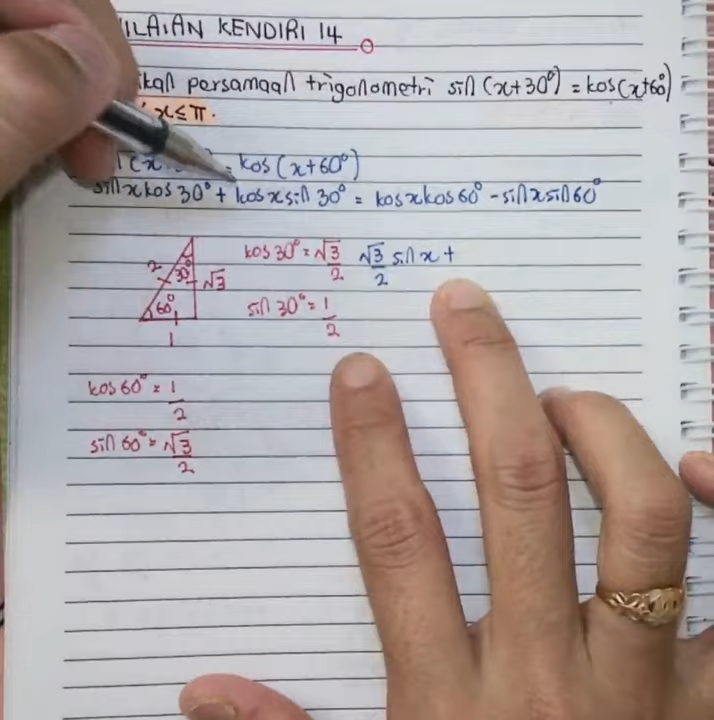 ILAIAN KENDIRI 14
ikan persamaan trigonometri sin (x+30°) = kos(x+60°)
x ≤ π.
= kos (x+60°)
sin x kos 30° + kos x sin 30° = kos x kos 60° - sin x sin 60°
2 30° √3
60°
1
kos 30° = √3/2
sin 30° = 1/2
√3/2 sin x +
kos 60° = 1/2
sin 60° = √3/2